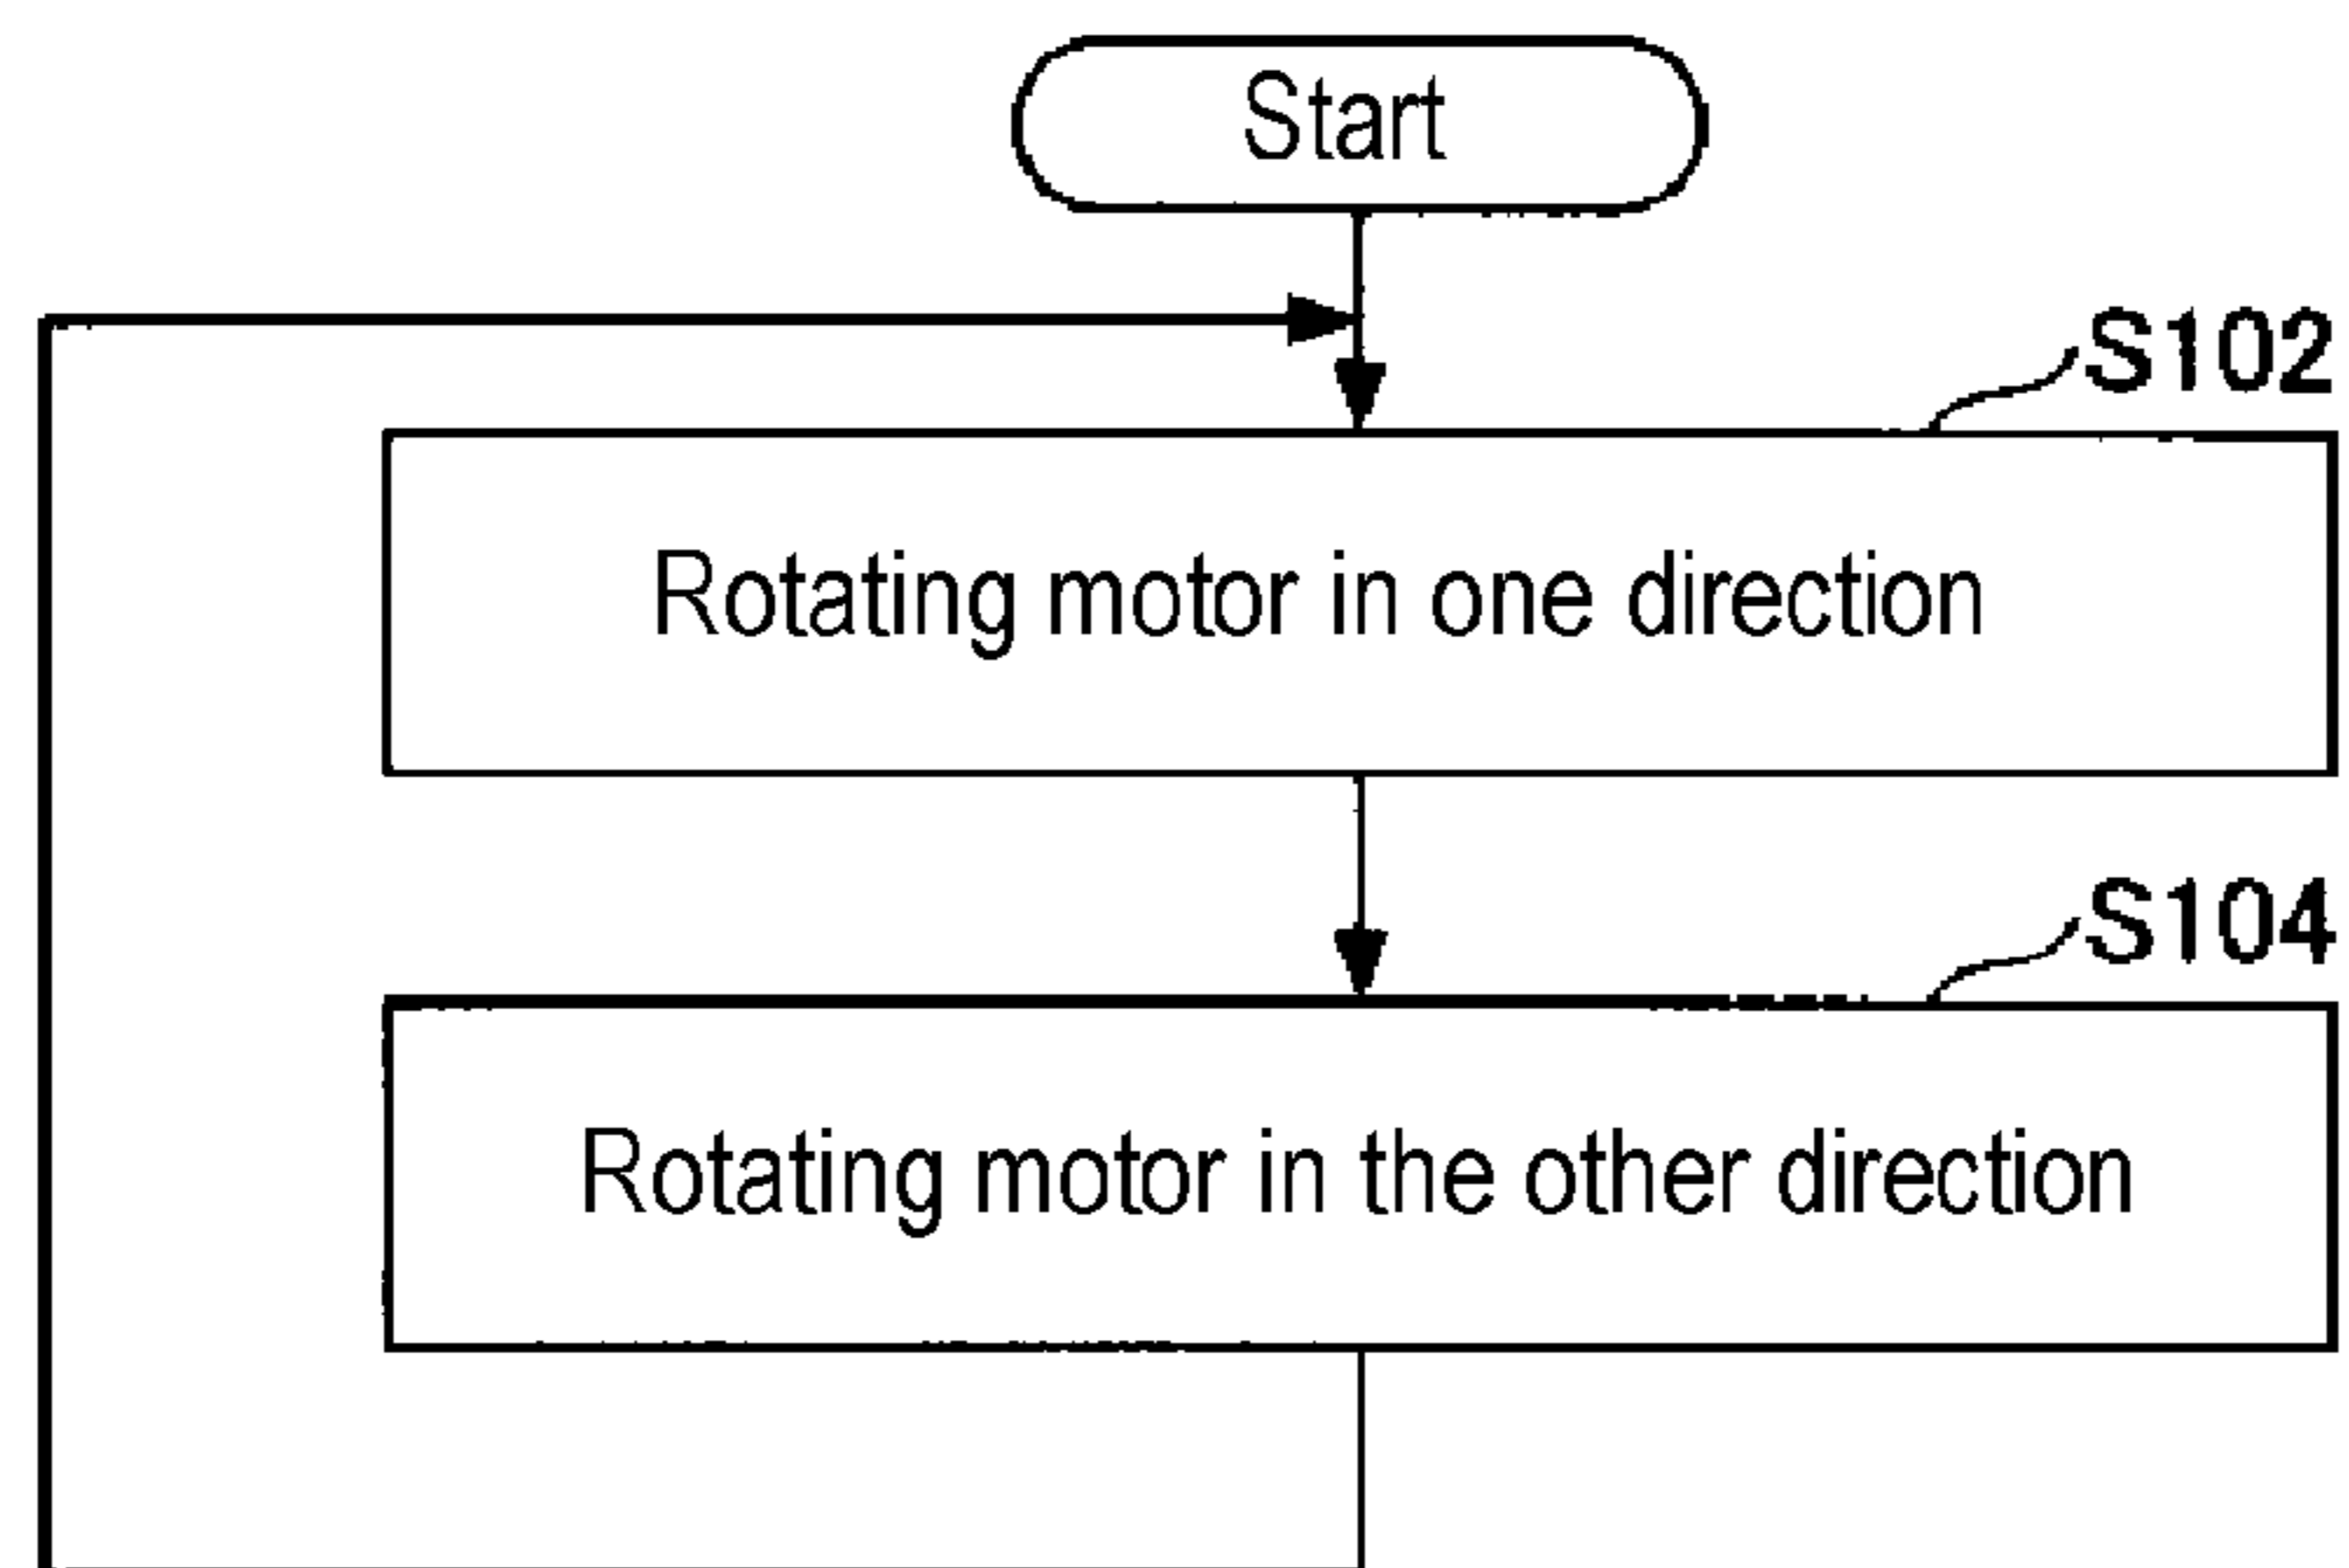 Start
S102
Rotating motor in one direction
S104
Rotating motor in the other direction